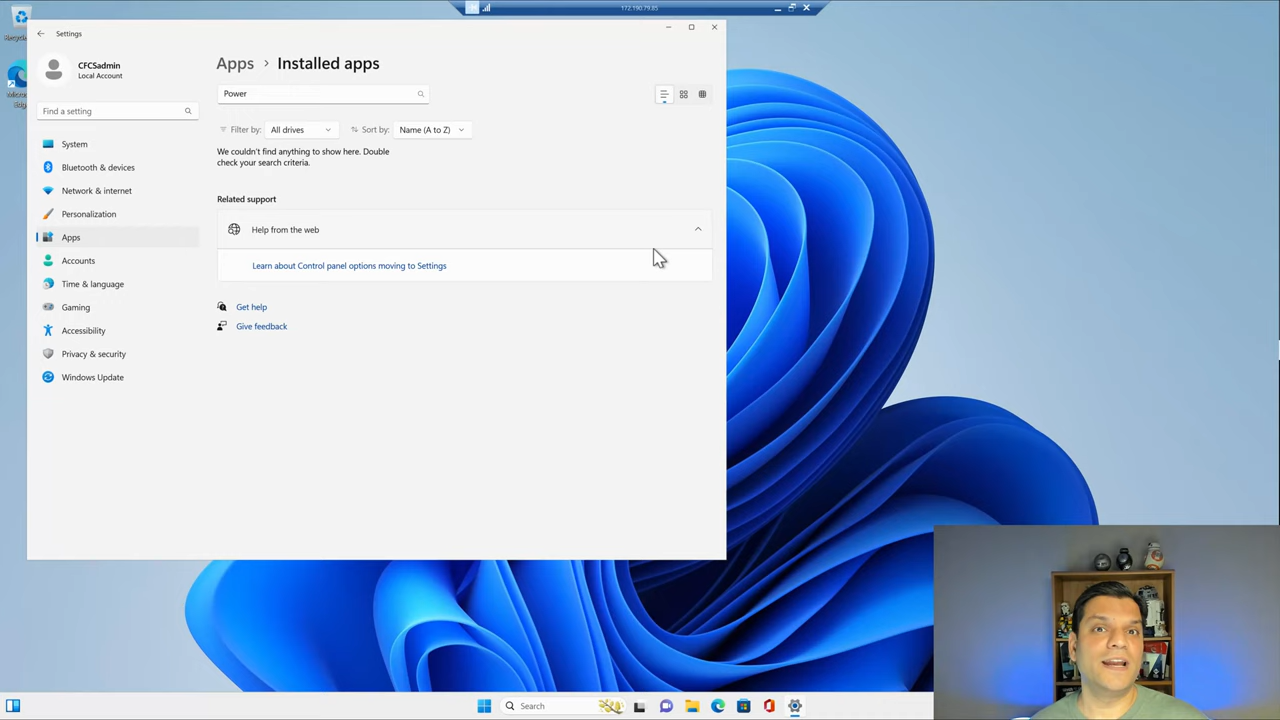 172.190.79.85
Recycle
Micros
Edg
Settings
CFCSadmin
Local Account
Find a setting
System
Bluetooth & devices
Network & internet
Personalization
Apps
Accounts
Time & language
Gaming
Accessibility
Privacy & security
Windows Update
Apps > Installed apps
Power
Filter by: All drives Sort by: Name (A to Z)
We couldn't find anything to show here. Double
check your search criteria.
Related support
Help from the web
Learn about Control panel options moving to Settings
Get help
Give feedback
Search